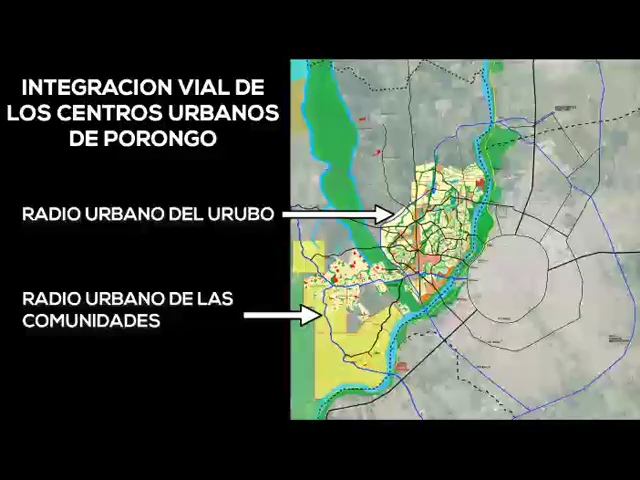 INTEGRACION VIAL DE
LOS CENTROS URBANOS
DE PORONGO
RADIO URBANO DEL URUBO
RADIO URBANO DE LAS
COMUNIDADES